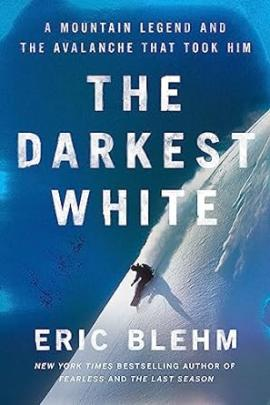 A MOUNTAIN LEGEND AND
THE AVALANCHE THAT TOOK HIM
THE
DARKEST
WHITE
ERIC BLEHM
NEW YORK TIMES BESTSELLING AUTHOR OF
FEARLESS AND THE LAST SEASON